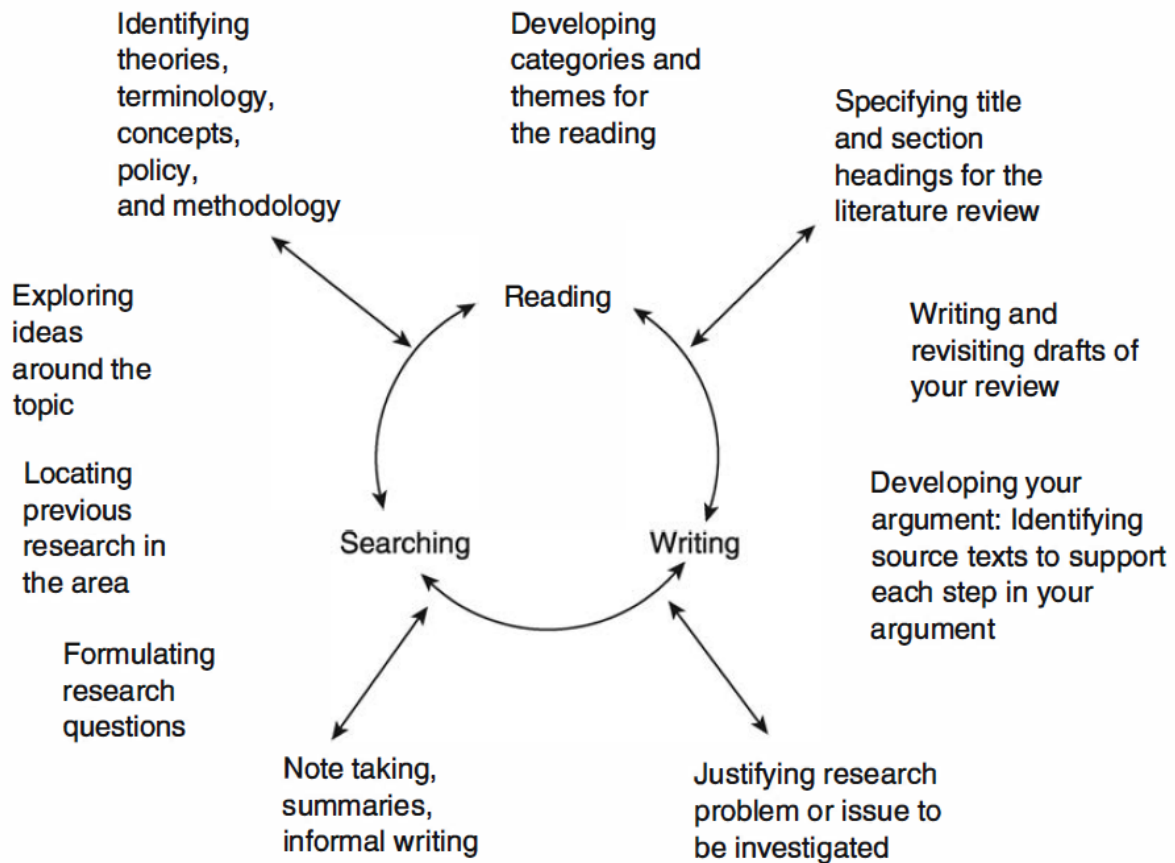 Identifying
theories,
terminology,
concepts,
policy,
and methodology
Developing
categories and
themes for
the reading
Specifying title
and section
headings for the
literature review
Exploring
ideas
around the
topic
Reading
Writing and
revisiting drafts of
your review
Locating
previous
research in
the area
Searching
Writing
Developing your
argument: Identifying
source texts to support
each step in your
argument
Formulating
research
questions
Note taking,
summaries,
informal writing
Justifying research
problem or issue to
be investigated